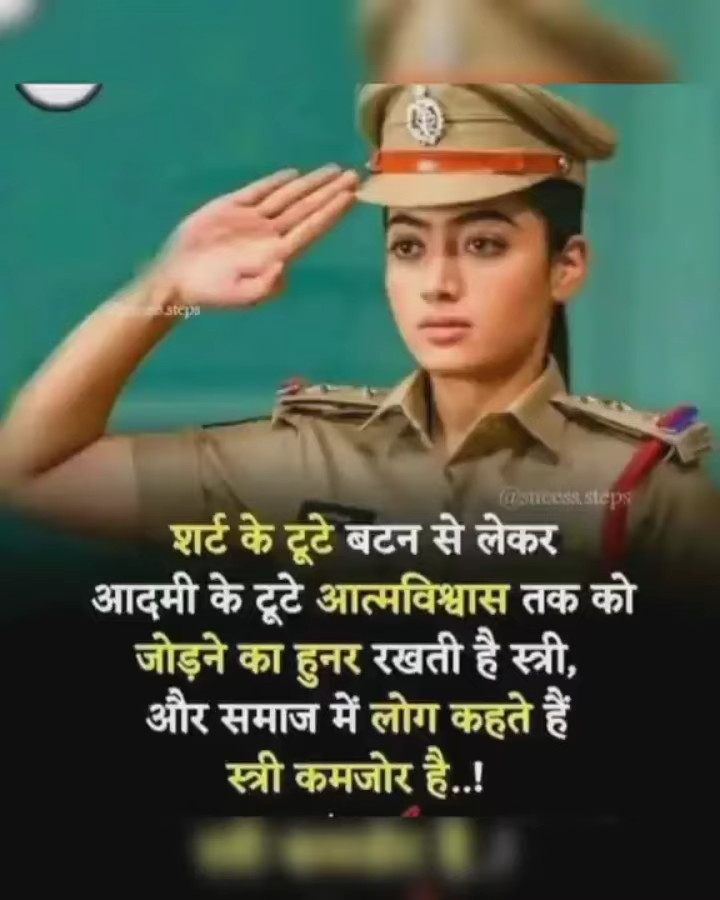 @success.steps
शर्ट के टूटे बटन से लेकर
आदमी के टूटे आत्मविश्वास तक को
जोड़ने का हुनर रखती है स्त्री,
और समाज में लोग कहते हैं
स्त्री कमजोर है..!